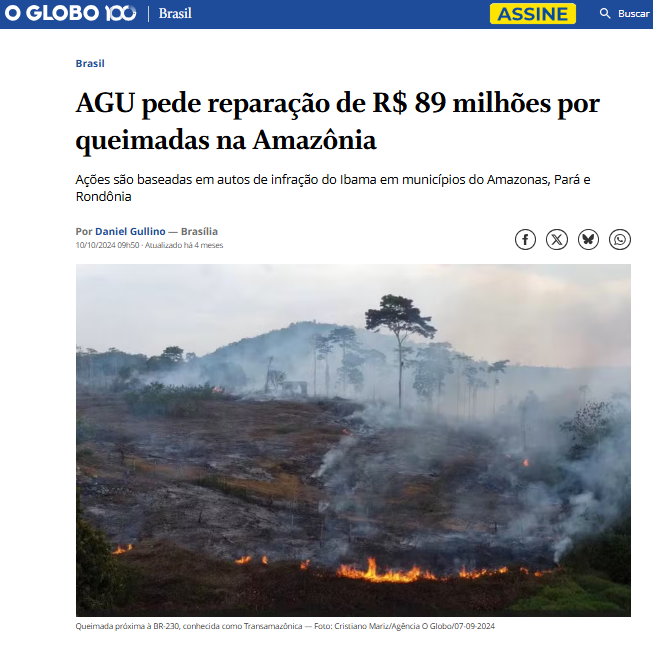 O GLOBO 100 | Brasil ASSINE Buscar
Brasil
AGU pede reparação de R$ 89 milhões por
queimadas na Amazônia
Ações são baseadas em autos de infração do Ibama em municípios do Amazonas, Pará e
Rondônia
Por Daniel Gullino — Brasília
10/10/2024 09h50 · Atualizado há 4 meses
Queimada próxima à BR-230, conhecida como Transamazônica — Foto: Cristiano Mariz/Agência O Globo/07-09-2024